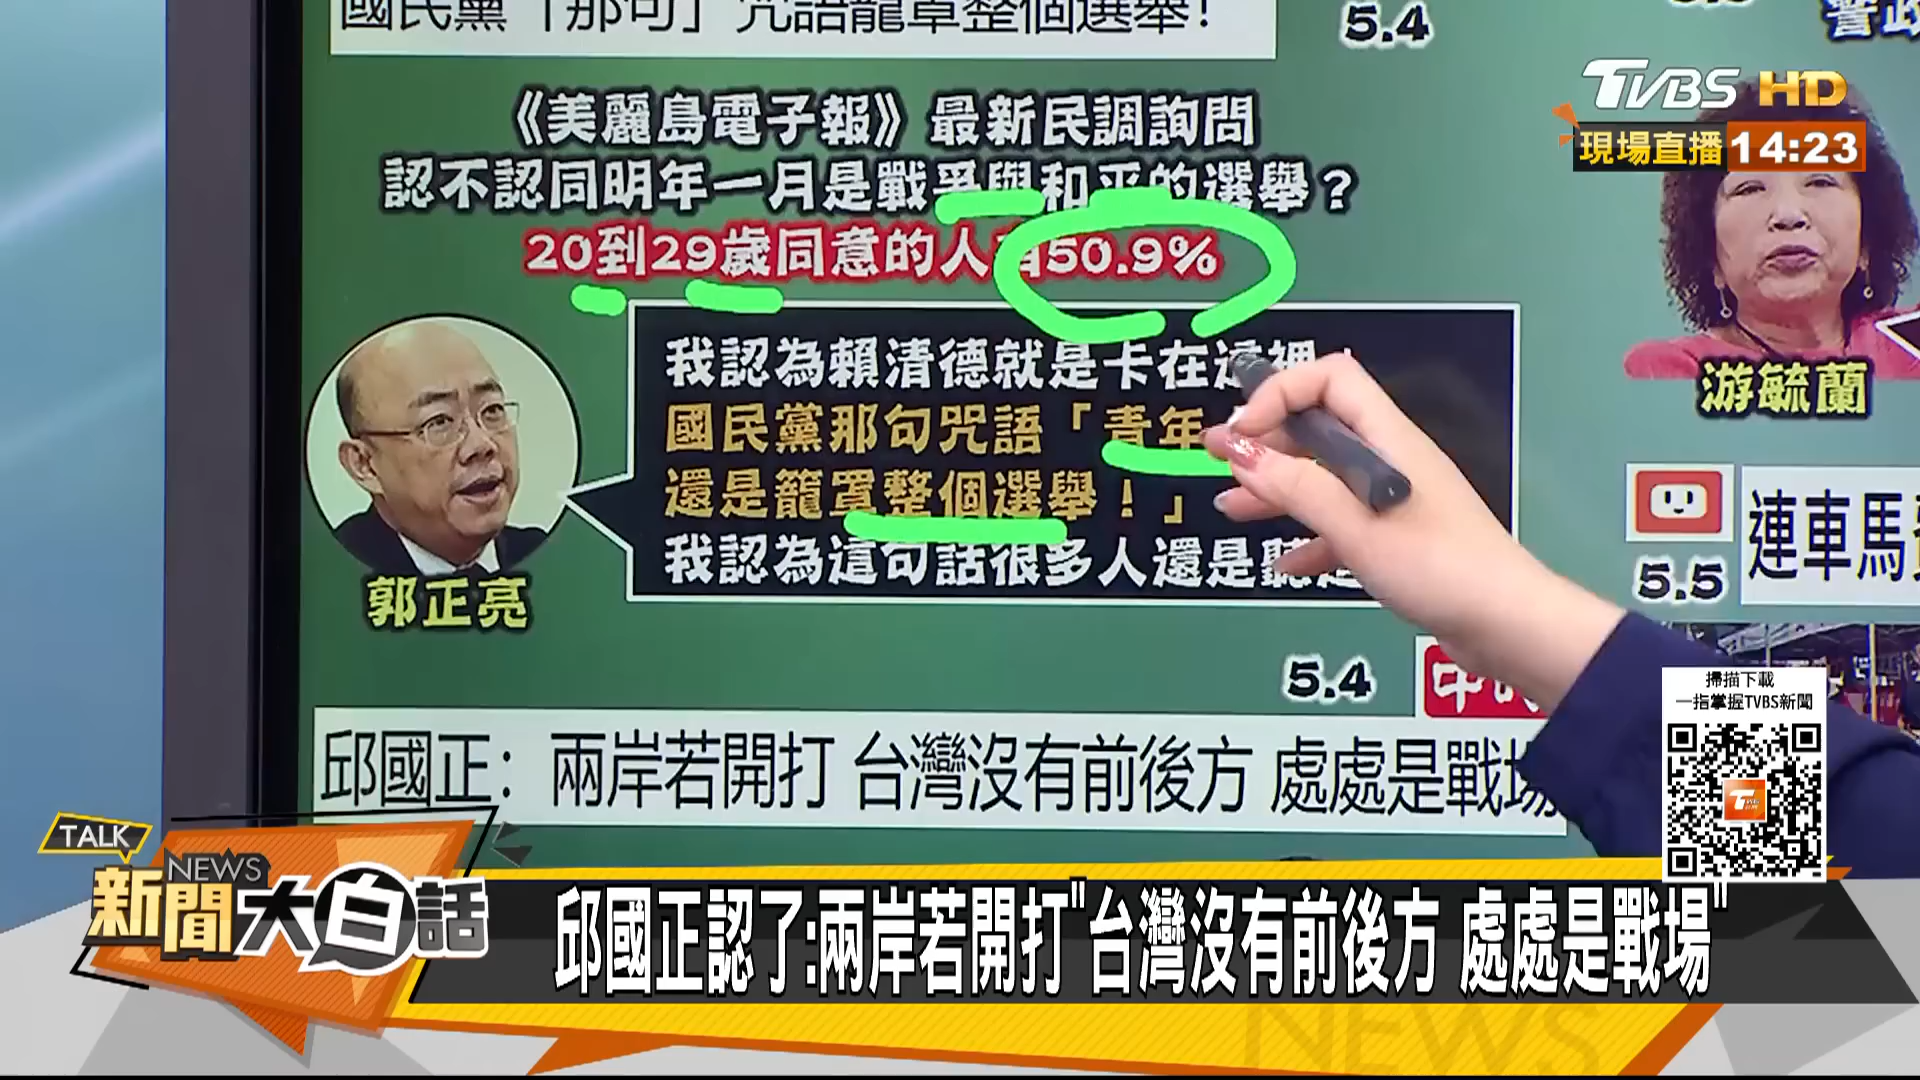 國民黨「那句」咒語籠罩整個選舉!
5.4
TVBS HD
現場直播 14:23
《美麗島電子報》最新民調詢問
認不認同明年一月是戰爭與和平的選舉?
20到29歲同意的人有50.9%
我認為賴清德就是卡在這裡!
國民黨那句咒語「青年
還是籠罩整個選舉!」
我認為這句話很多人還是聽
郭正亮
游毓蘭
5.5
連車馬
5.4
中時
邱國正:兩岸若開打 台灣沒有前後方 處處是戰場
掃描下載
一指掌握TVBS新聞
TALK
NEWS
新聞大白話
邱國正認了:兩岸若開打"台灣沒有前後方 處處是戰場"
NEWS